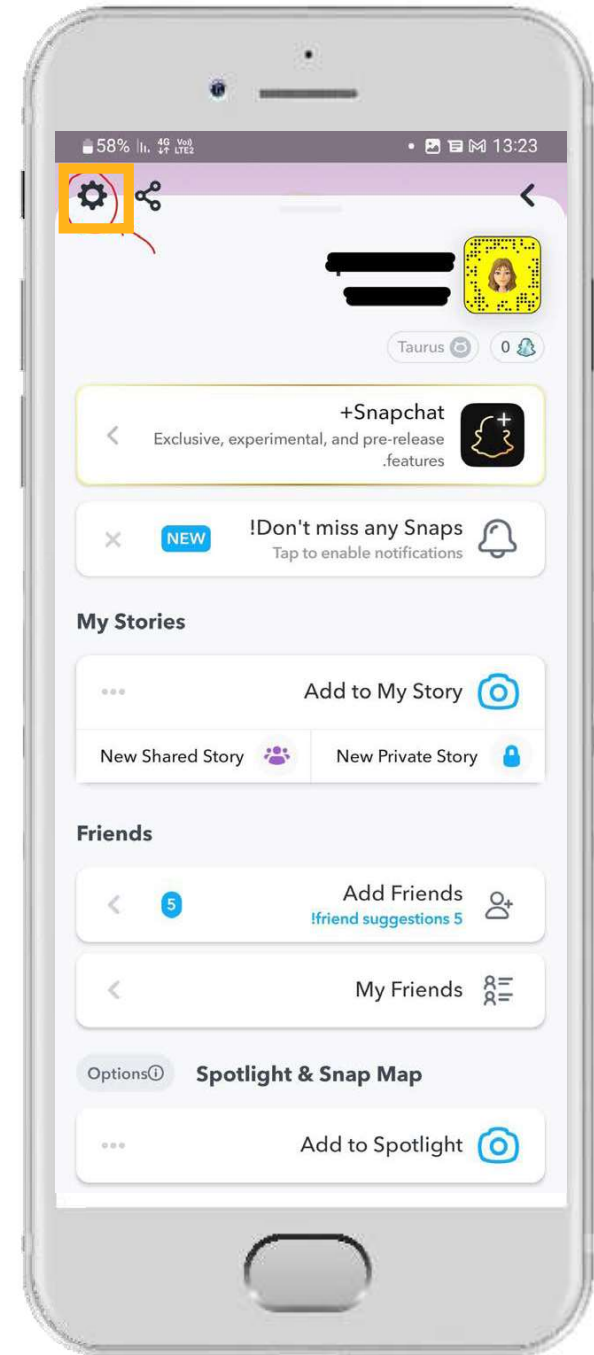 58% 4G Vo) LTE2 13:23
Taurus 0
+Snapchat
Exclusive, experimental, and pre-release
.features
!Don't miss any Snaps
NEW
Tap to enable notifications
My Stories
Add to My Story
New Shared Story New Private Story
Friends
Add Friends
5
!friend suggestions 5
My Friends
Options Spotlight & Snap Map
Add to Spotlight